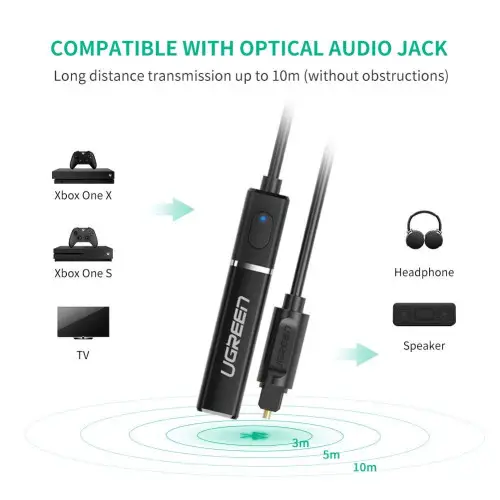 COMPATIBLE WITH OPTICAL AUDIO JACK
Long distance transmission up to 10m (without obstructions)
Xbox One X
Xbox One S
TV
UGREEN
UGREEN
Headphone
Speaker
3m
5m
10m